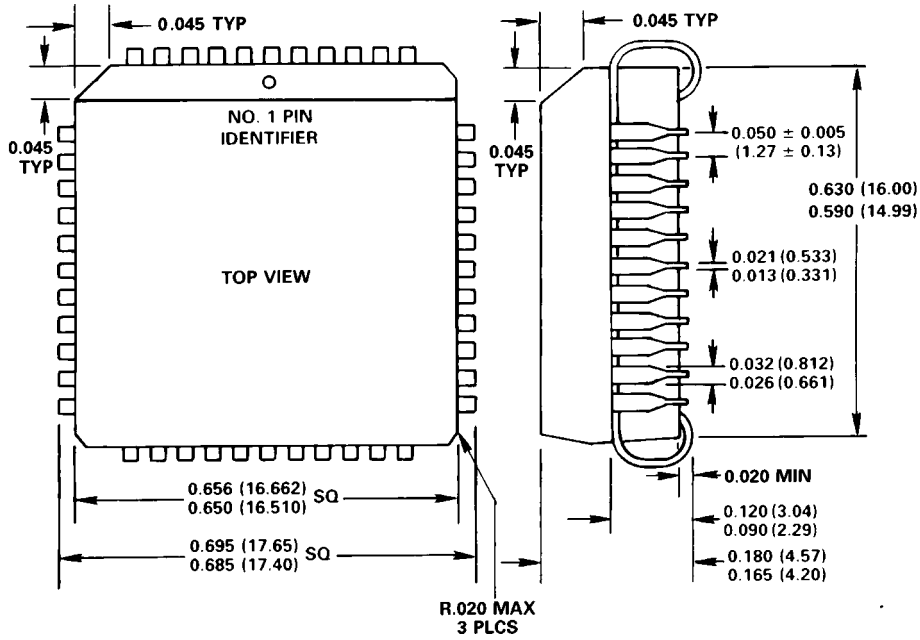 0.045 TYP
0.045 TYP
NO. 1 PIN
IDENTIFIER
0.045
TYP
0.045
TYP
0.050 ± 0.005
(1.27 ± 0.13)
0.630 (16.00)
0.590 (14.99)
TOP VIEW
0.021 (0.533)
0.013 (0.331)
0.032 (0.812)
0.026 (0.661)
0.020 MIN
0.656 (16.662)
0.650 (16.510) SQ
0.120 (3.04)
0.090 (2.29)
0.695 (17.65)
0.685 (17.40) SQ
0.180 (4.57)
0.165 (4.20)
R.020 MAX
3 PLCS